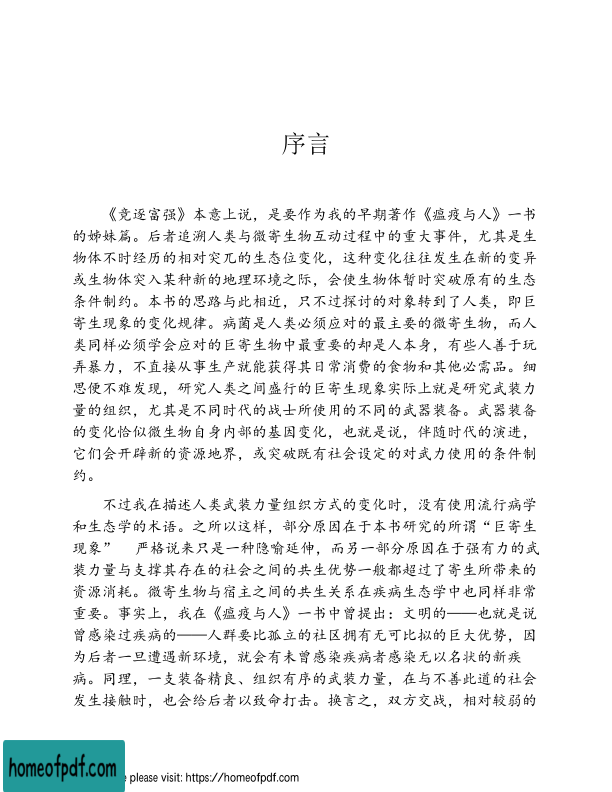 序言
《竞逐富强》本意上说，是要作为我的早期著作《瘟疫与人》一书
的姊妹篇。后者追溯人类与微寄生物互动过程中的重大事件，尤其是生
物体不时经历的相对突兀的生态位变化，这种变化往往发生在新的变异
或生物体突入某种新的地理环境之际，会使生物体暂时突破原有的生态
条件制约。本书的思路与此相近，只不过探讨的对象转到了人类，即巨
寄生现象的变化规律。病菌是人类必须应对的最主要的微寄生物，而人
类同样必须学会应对的巨寄生物中最重要的却是人本身，有些人善于玩
弄暴力，不直接从事生产就能获得其日常消费的食物和其他必需品。细
思便不难发现，研究人类之间盛行的巨寄生现象实际上就是研究武装力
量的组织，尤其是不同时代的战士所使用的不同的武器装备。武器装备
的变化恰似微生物自身内部的基因变化，也就是说，伴随时代的演进，
它们会开辟新的资源地界，或突破既有社会设定的对武力使用的条件制
约。
不过我在描述人类武装力量组织方式的变化时，没有使用流行病学
和生态学的术语。之所以这样，部分原因在于本书研究的所谓“巨寄生
现象” 严格说来只是一种隐喻延伸，而另一部分原因在于强有力的武
装力量与支撑其存在的社会之间的共生优势一般都超过了寄生所带来的
资源消耗。微寄生物与宿主之间的共生关系在疾病生态学中也同样非常
重要。事实上，我在《瘟疫与人》一书中曾提出：文明的——也就是说
曾感染过疾病的——人群要比孤立的社区拥有无可比拟的巨大优势，因
为后者一旦遭遇新环境，就会有未曾感染疾病者感染无以名状的新疾
病。同理，一支装备精良、组织有序的武装力量，在与不善此道的社会
发生接触时，也会给后者以致命打击。换言之，双方交战，相对较弱的
homeofpdf.com
e please visit: https://homeofpdf.com